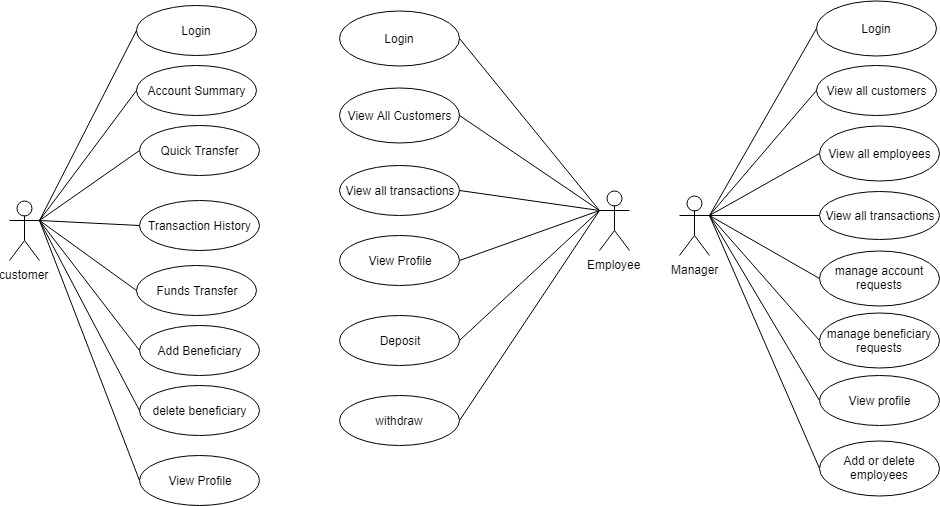 Login
Account Summary
Quick Transfer
Transaction History
Funds Transfer
Add Beneficiary
delete beneficiary
View Profile
customer
Login
View All Customers
View all transactions
View Profile
Deposit
withdraw
Employee
Manager
Login
View all customers
View all employees
View all transactions
manage account
requests
manage beneficiary
requests
View profile
Add or delete
employees